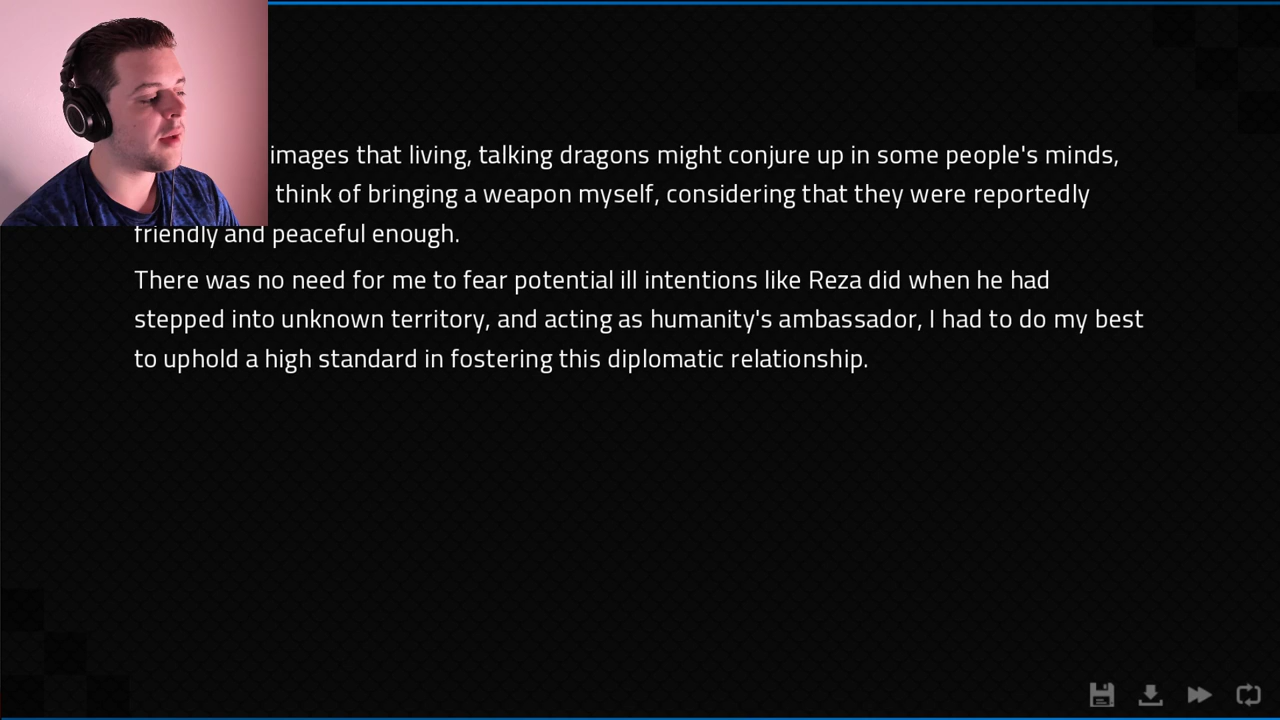 images that living, talking dragons might conjure up in some people's minds,
think of bringing a weapon myself, considering that they were reportedly
friendly and peaceful enough.
There was no need for me to fear potential ill intentions like Reza did when he had
stepped into unknown territory, and acting as humanity's ambassador, I had to do my best
to uphold a high standard in fostering this diplomatic relationship.